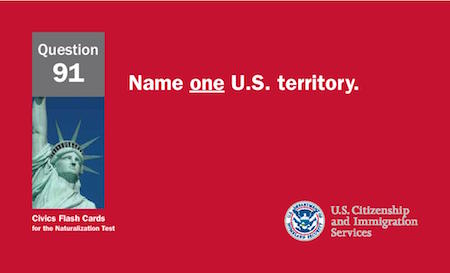 Question
91
Name one U.S. territory.
Civics Flash Cards
for the Naturalization Test
U.S. Citizenship
and Immigration
Services